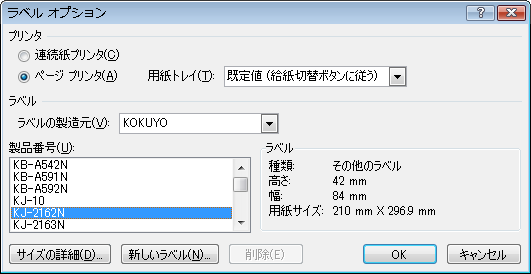 ラベル オプション
プリンタ
連続紙プリンタ(C)
ページ プリンタ(A)　用紙トレイ(T): 既定値 (給紙切替ボタンに従う)
ラベル
ラベルの製造元(V): KOKUYO
製品番号(U):
KB-A542N
KB-A591N
KB-A592N
KJ-10
KJ-2162N
KJ-2163N
ラベル
種類: その他のラベル
高さ: 42 mm
幅: 84 mm
用紙サイズ: 210 mm X 296.9 mm
サイズの詳細(D)... 新しいラベル(N)... 削除(E) OK キャンセル